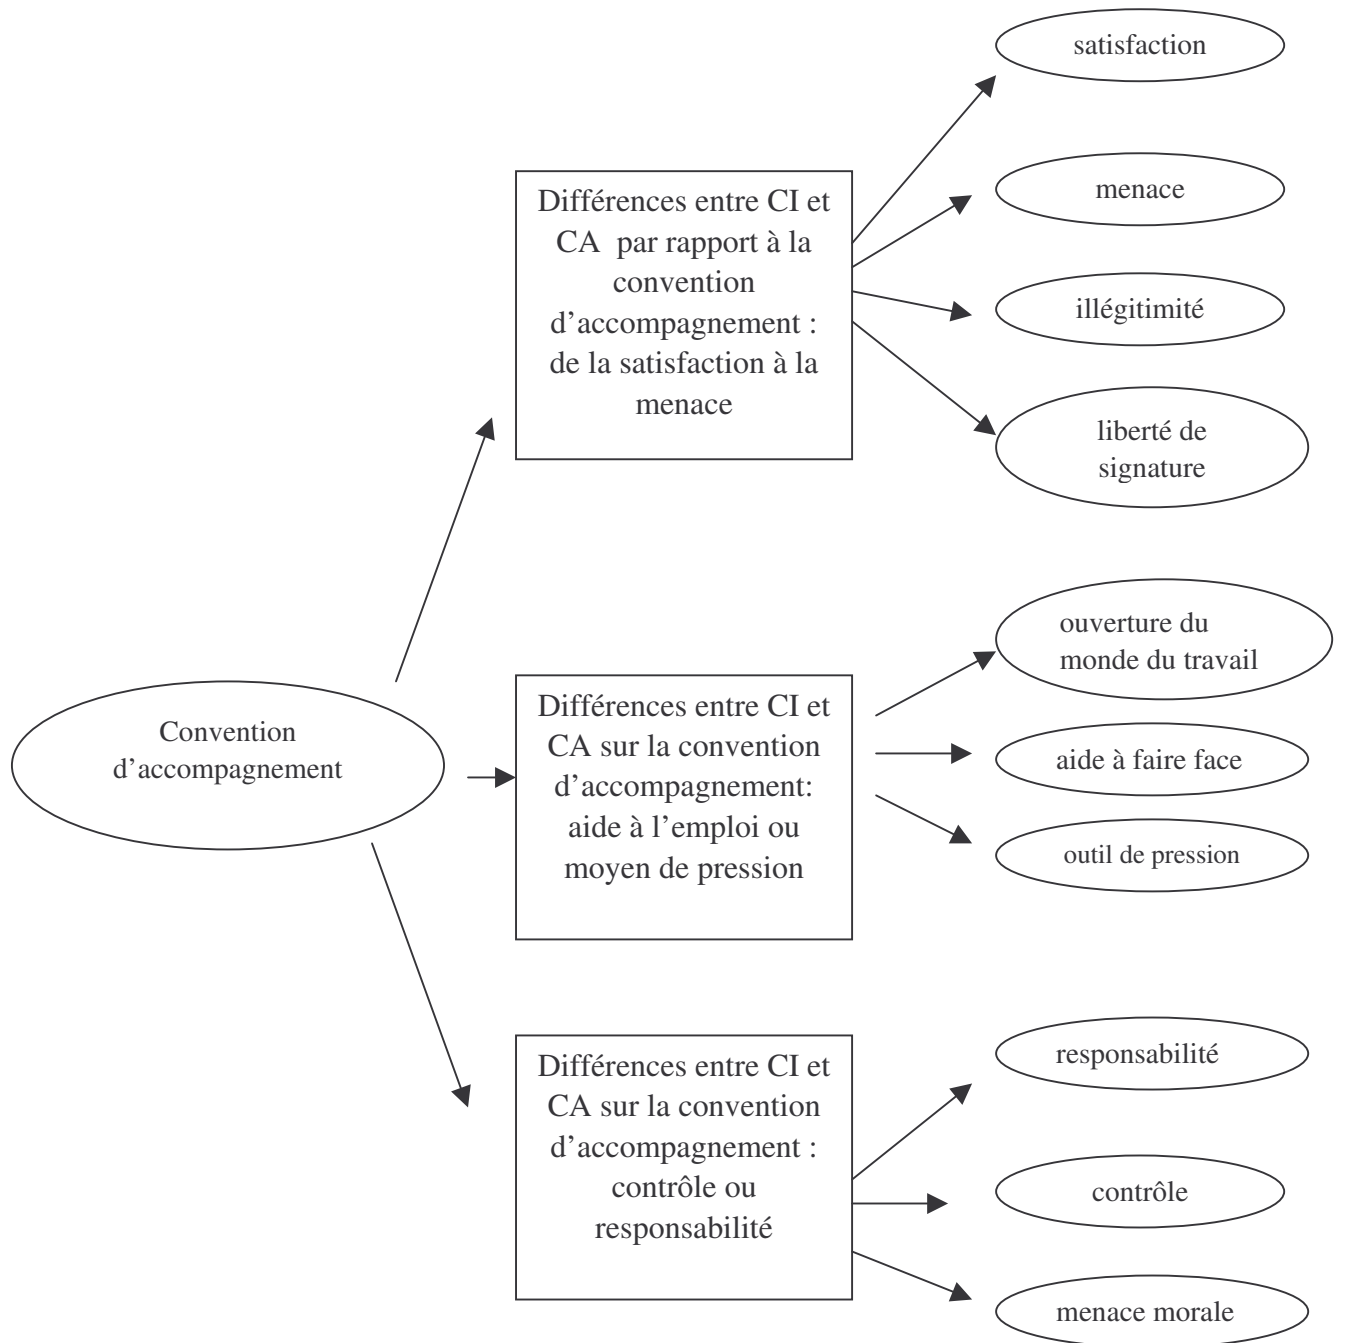 satisfaction
menace
illégitimité
liberté de
signature
Différences entre CI et
CA  par rapport à la
convention
d’accompagnement :
de la satisfaction à la
menace
Convention
d’accompagnement
Différences entre CI et
CA sur la convention
d’accompagnement:
aide à l’emploi ou
moyen de pression
ouverture du
monde du travail
aide à faire face
outil de pression
Différences entre CI et
CA sur la convention
d’accompagnement :
contrôle ou
responsabilité
responsabilité
contrôle
menace morale